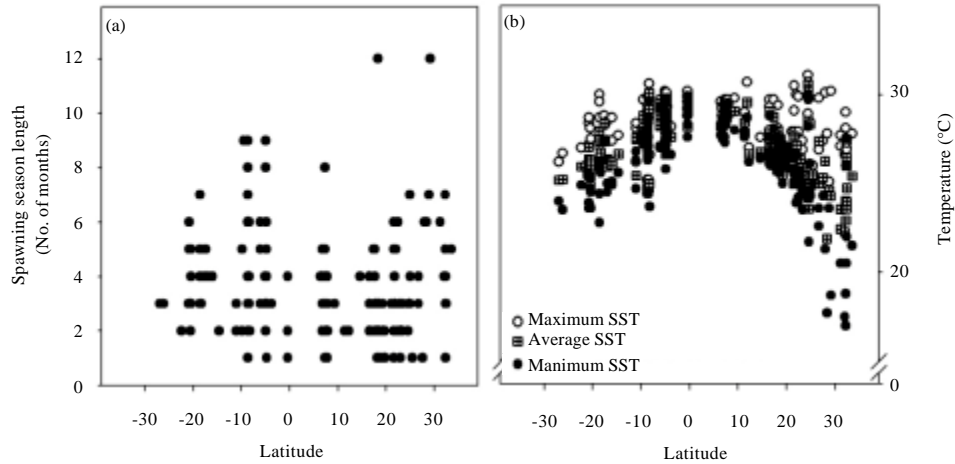 (a)
Spawning season length
(No. of months)
12
10
8
6
4
2
0
-30 -20 -10 0 10 20 30
Latitude
(b)
Maximum SST
Average SST
Manimum SST
30
20
0
Temperature (°C)
-30 -20 -10 0 10 20 30
Latitude